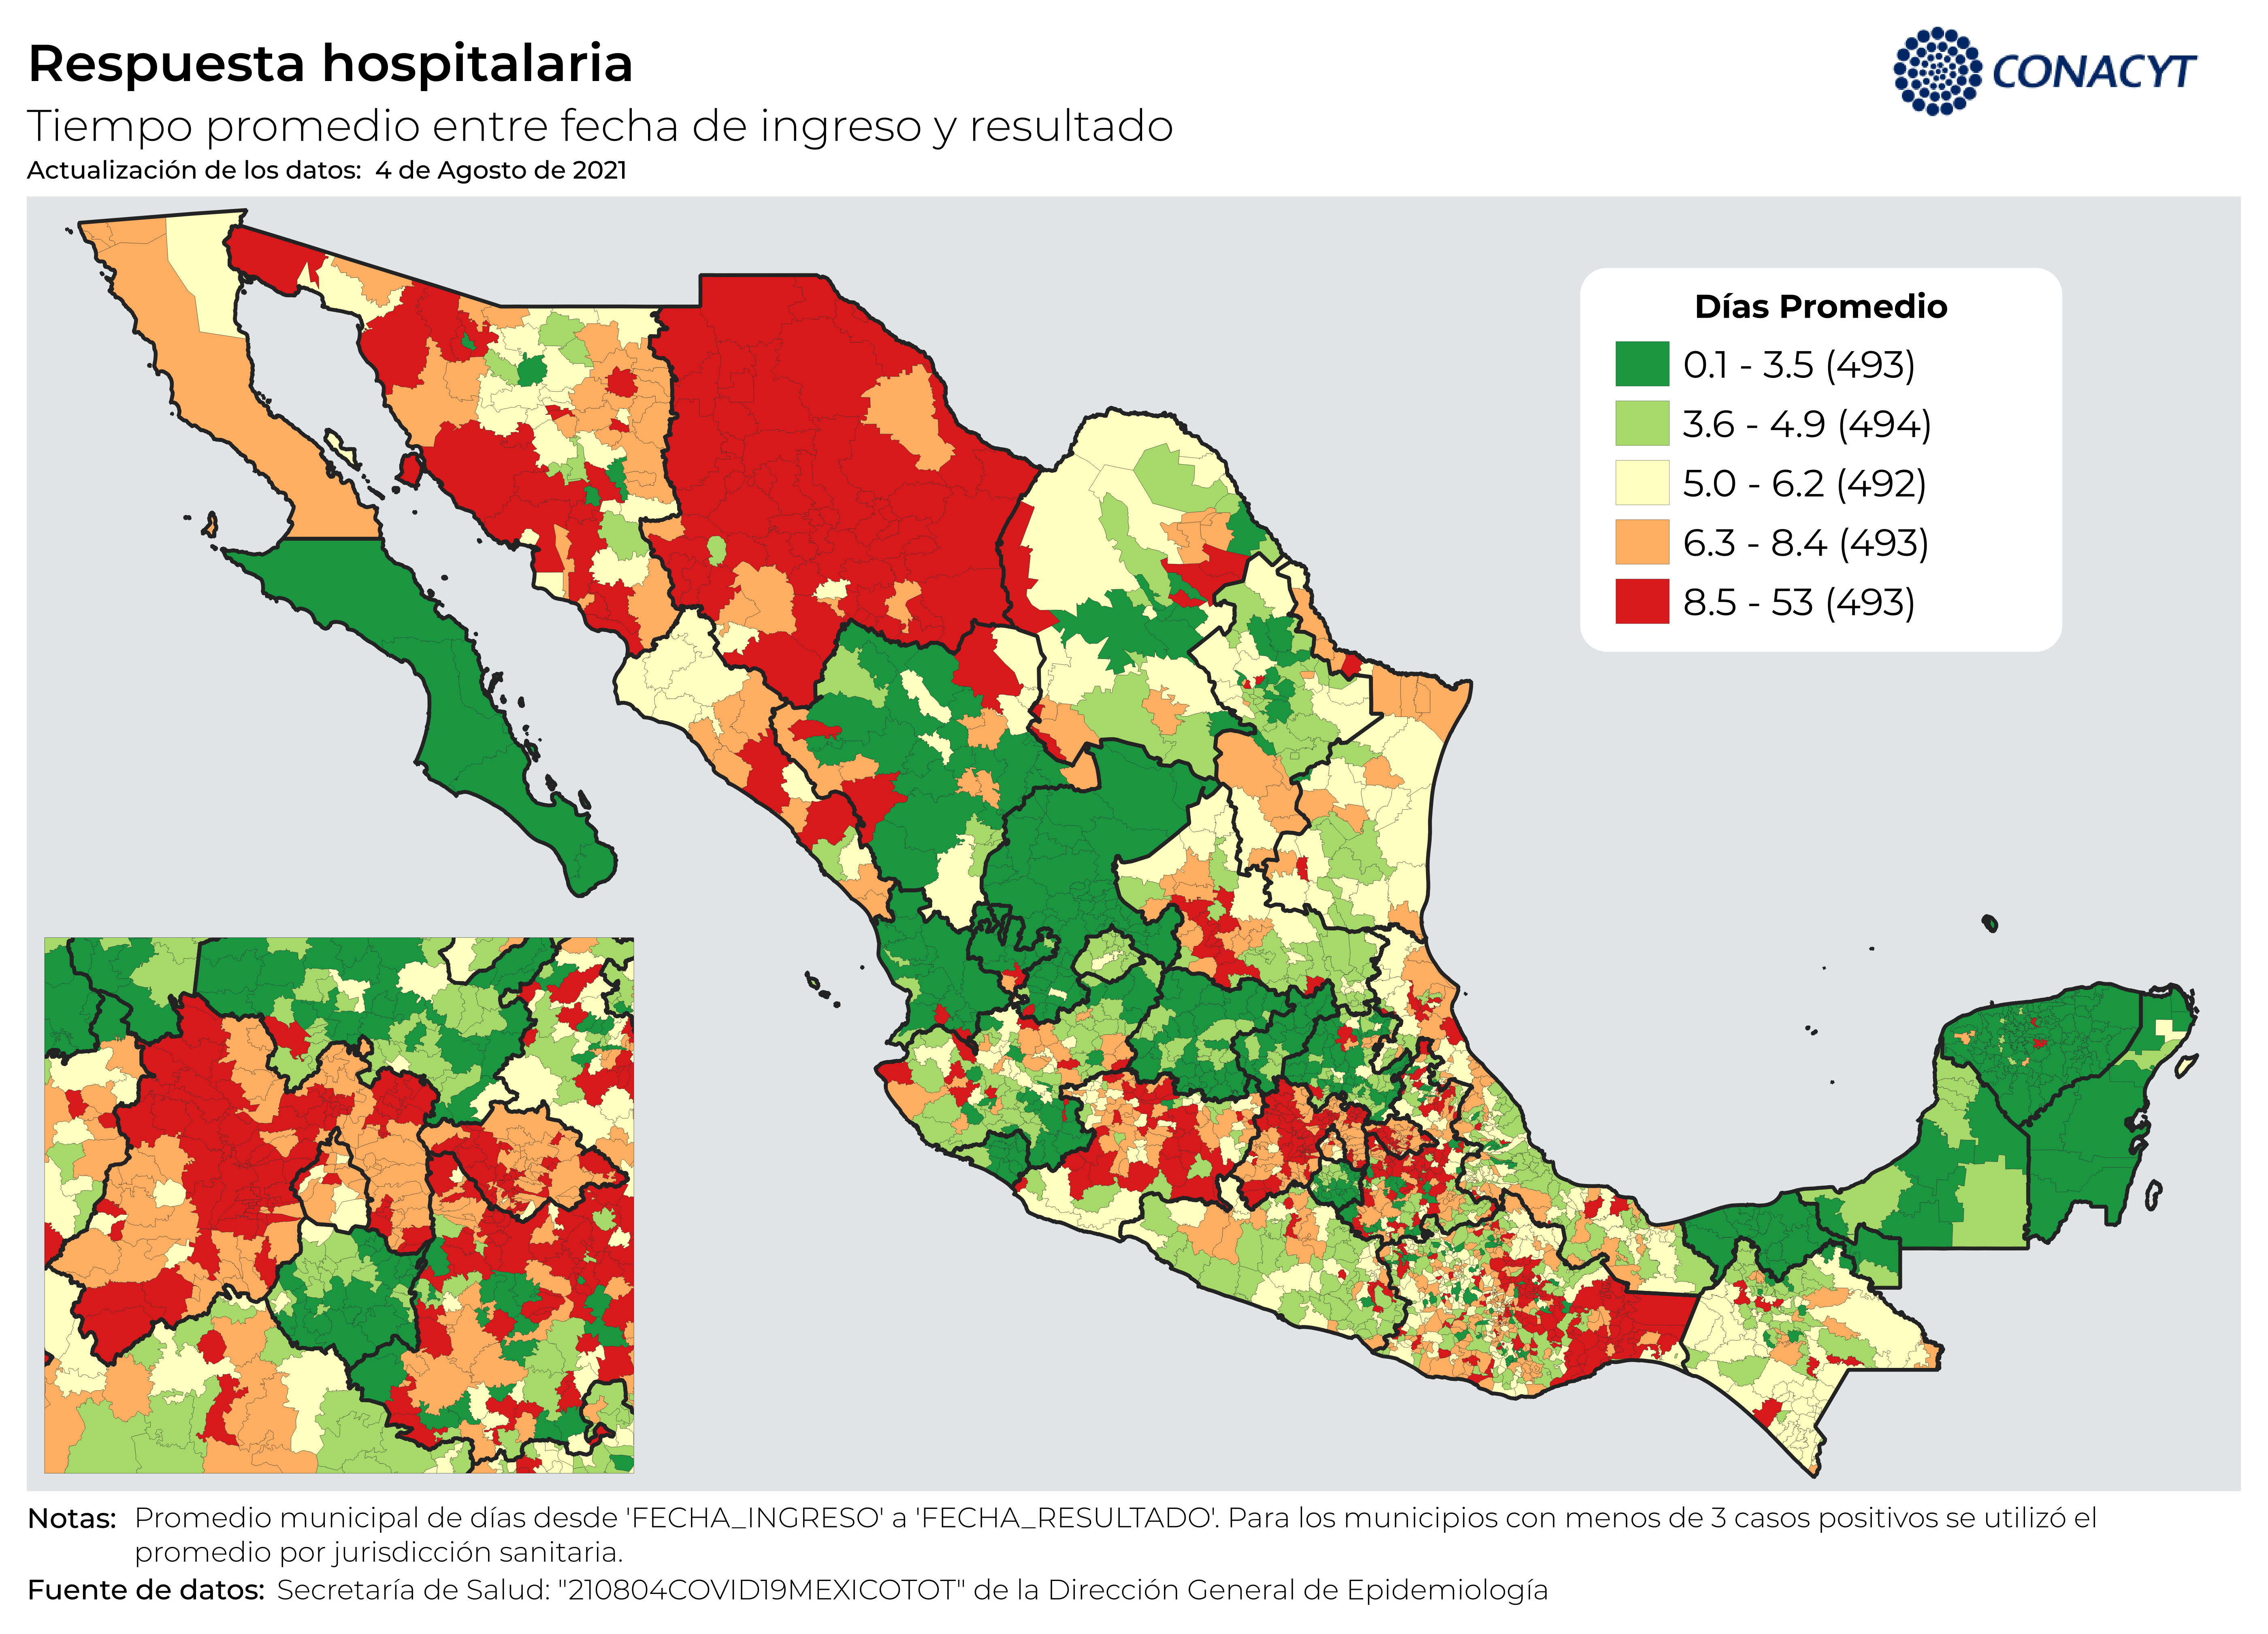 Respuesta hospitalaria
CONACYT
Tiempo promedio entre fecha de ingreso y resultado
Actualización de los datos: 4 de Agosto de 2021
Días Promedio
0.1 - 3.5 (493)
3.6 - 4.9 (494)
5.0 - 6.2 (492)
6.3 - 8.4 (493)
8.5 - 53 (493)
Notas: Promedio municipal de días desde 'FECHA_INGRESO' a 'FECHA_RESULTADO'. Para los municipios con menos de 3 casos positivos se utilizó el
promedio por jurisdicción sanitaria.
Fuente de datos: Secretaría de Salud: "210804COVID19MEXICOTOT" de la Dirección General de Epidemiología